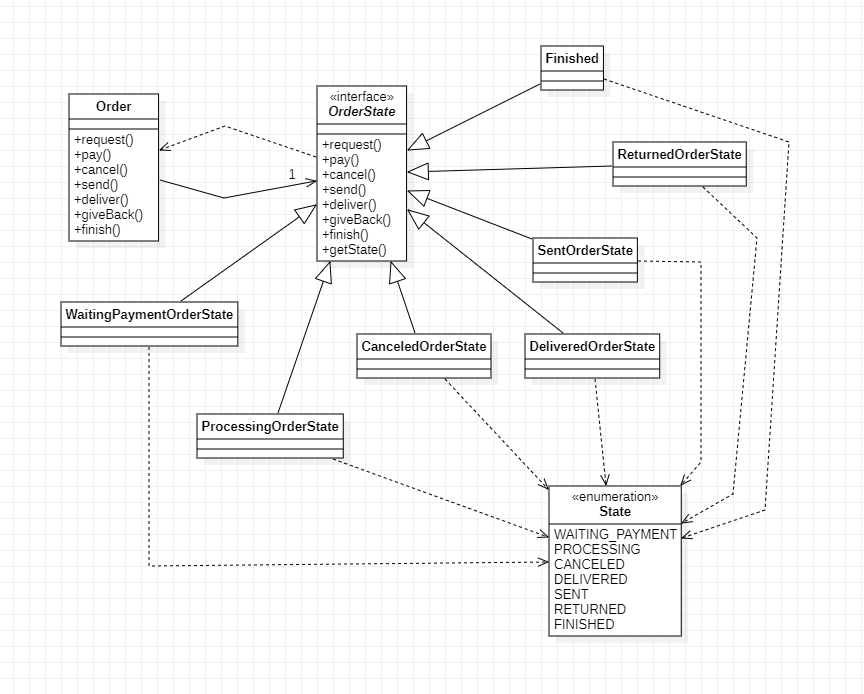 Finished
Order
+request()
+pay()
+cancel()
+send()
+deliver()
+giveBack()
+finish()
«interface»
OrderState
+request()
+pay()
+cancel()
+send()
+deliver()
+giveBack()
+finish()
+getState()
1
ReturnedOrderState
SentOrderState
WaitingPaymentOrderState
CanceledOrderState
DeliveredOrderState
ProcessingOrderState
«enumeration»
State
WAITING_PAYMENT
PROCESSING
CANCELED
DELIVERED
SENT
RETURNED
FINISHED